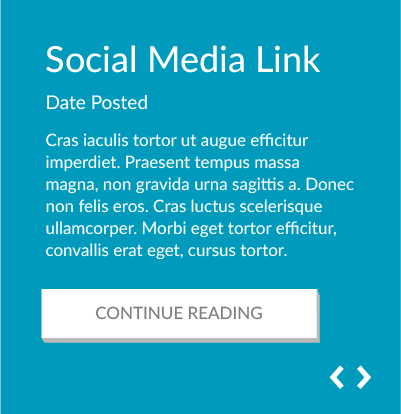 Social Media Link
Date Posted
Cras iaculis tortor ut augue efficitur
imperdiet. Praesent tempus massa
magna, non gravida urna sagittis a. Donec
non felis eros. Cras luctus scelerisque
ullamcorper. Morbi eget tortor efficitur,
convallis erat eget, cursus tortor.
CONTINUE READING